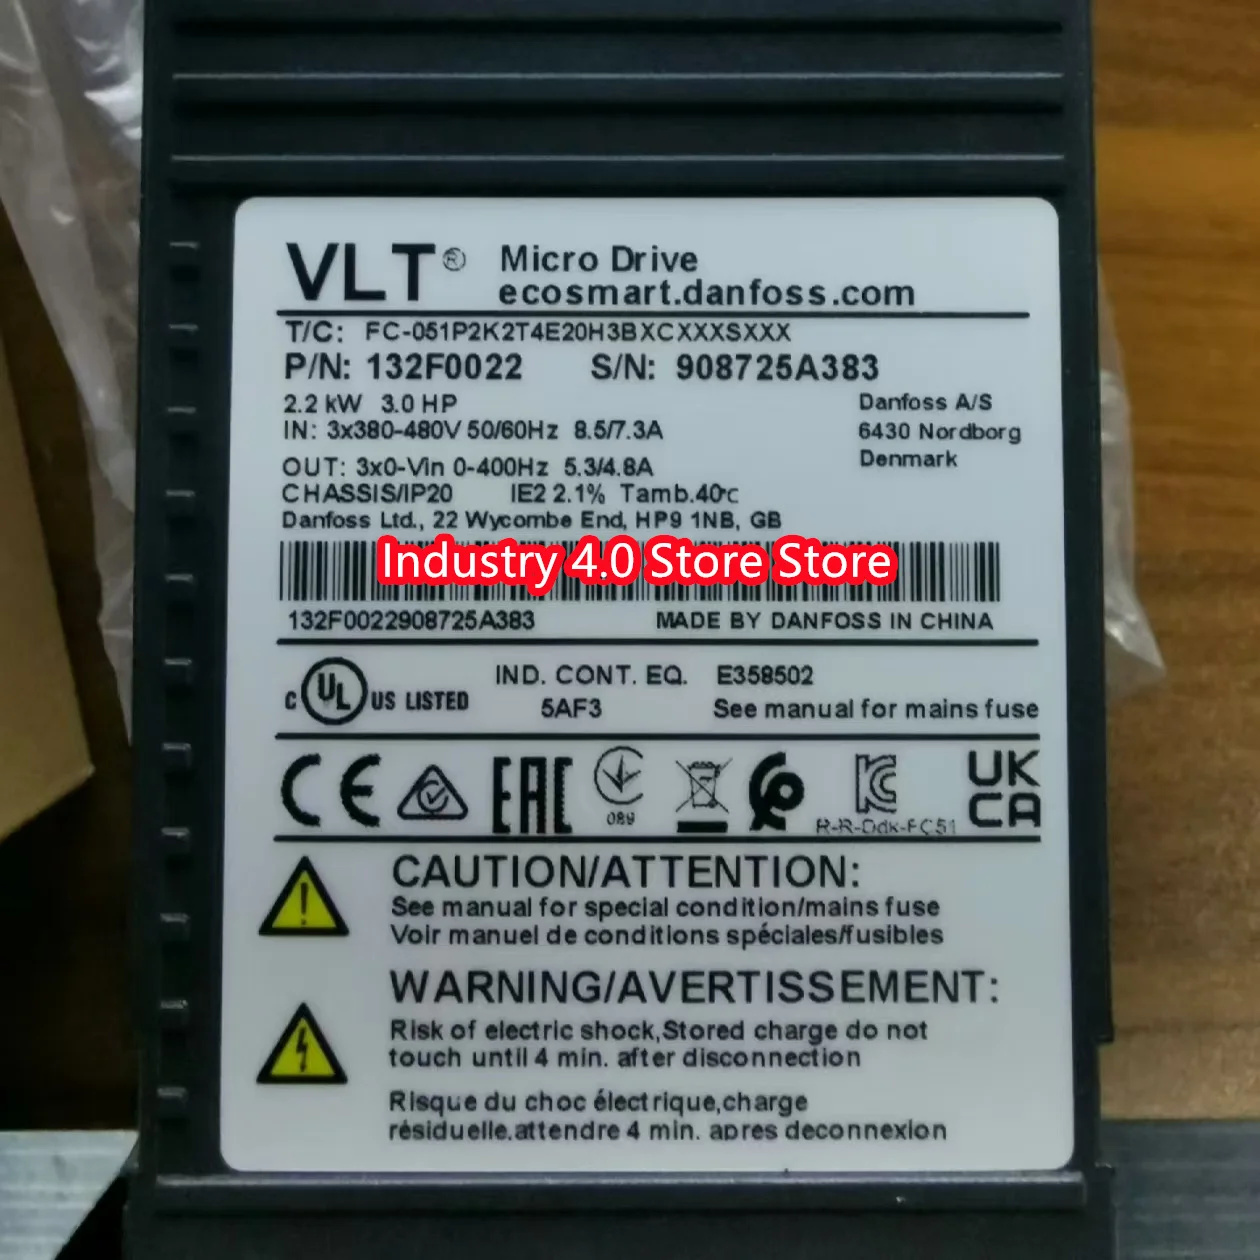 VLT® Micro Drive
ecosmart.danfoss.com
T/C: FC-051P2K2T4E20H3BXCXXXSXXX
P/N: 132F0022 S/N: 908725A383
2.2 kW 3.0 HP
IN: 3x380-480V 50/60Hz 8.5/7.3A
OUT: 3x0-Vin 0-400Hz 5.3/4.8A
CHASSIS/IP20 IE2 2.1% Tamb.40°c
Danfoss A/S
6430 Nordborg
Denmark
Danfoss Ltd., 22 Wycombe End, HP9 1NB, GB
Industry 4.0 Store Store
132F0022908725A383 MADE BY DANFOSS IN CHINA
c UL US LISTED
IND. CONT. EQ. E358502
5AF3 See manual for mains fuse
CE EAC 089 KC UK
CA
R-R-Ddk-FC51
CAUTION/ATTENTION:
See manual for special condition/mains fuse
Voir manuel de conditions spéciales/fusibles
WARNING/AVERTISSEMENT:
Risk of electric shock,Stored charge do not
touch until 4 min. after disconnection
Risque du choc électrique,charge
résiduelle.attendre 4 min. apres deconnexion